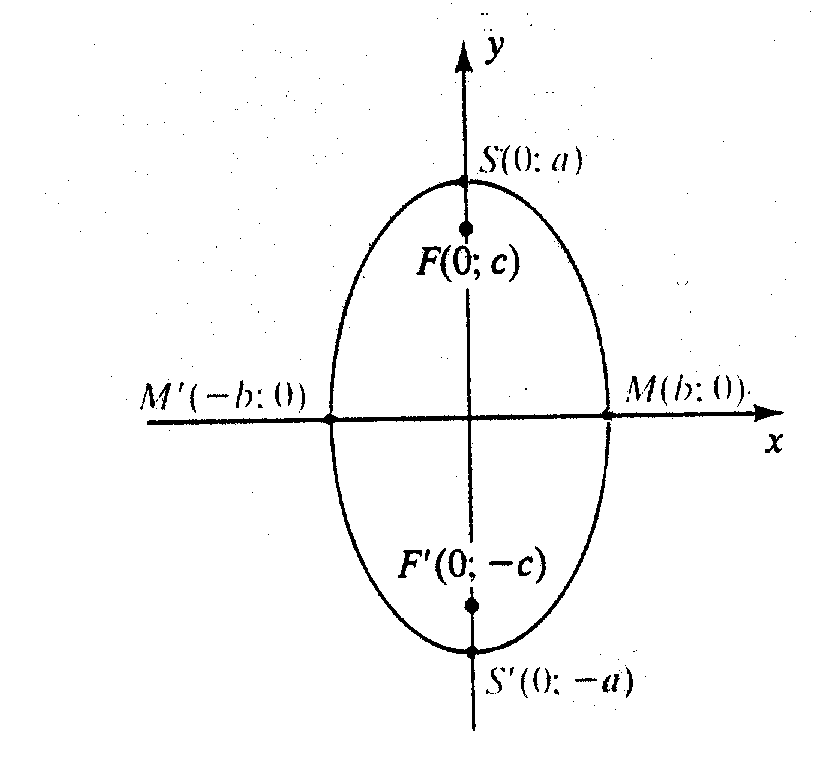 y
S(0; a)
F(0; c)
M'(−b; 0)
M(b; 0)
x
F'(0; −c)
S'(0; −a)